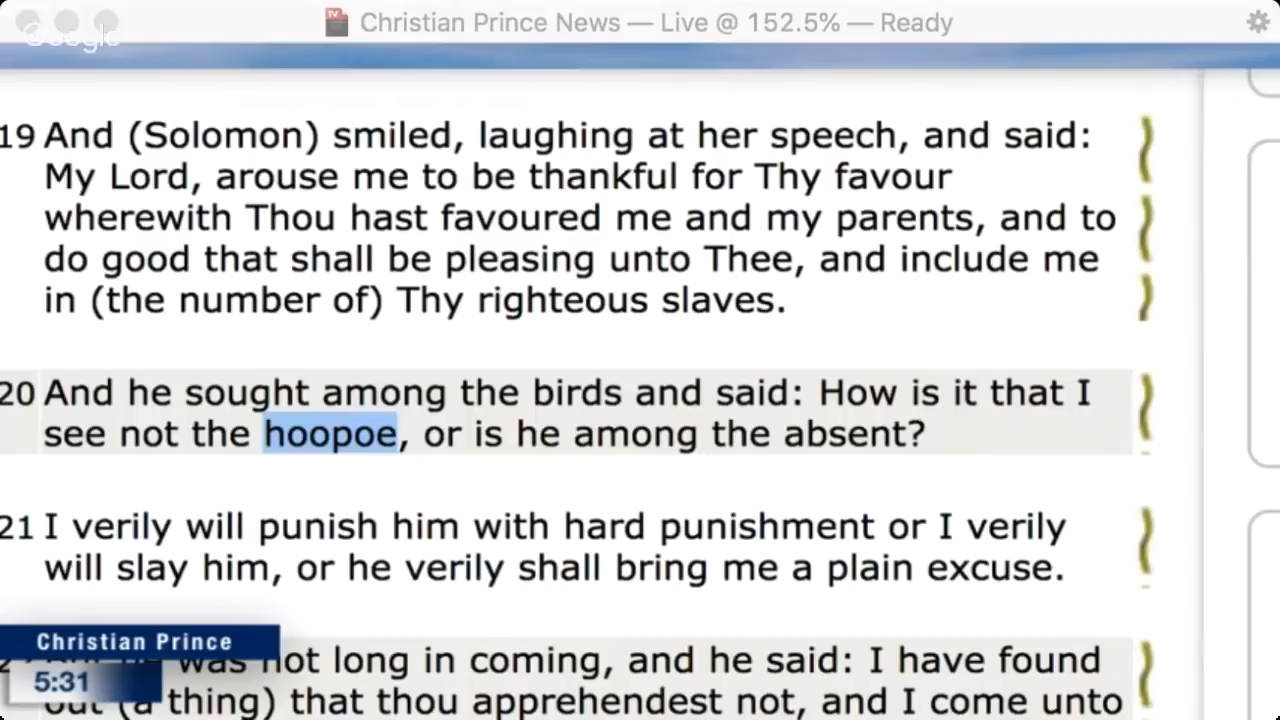 Christian Prince News — Live @ 152.5% — Ready
Google
19 And (Solomon) smiled, laughing at her speech, and said:
My Lord, arouse me to be thankful for Thy favour
wherewith Thou hast favoured me and my parents, and to
do good that shall be pleasing unto Thee, and include me
in (the number of) Thy righteous slaves.
20 And he sought among the birds and said: How is it that I
see not the hoopoe, or is he among the absent?
21 I verily will punish him with hard punishment or I verily
will slay him, or he verily shall bring me a plain excuse.
Christian Prince
was not long in coming, and he said: I have found
5:31
out (a thing) that thou apprehendest not, and I come unto